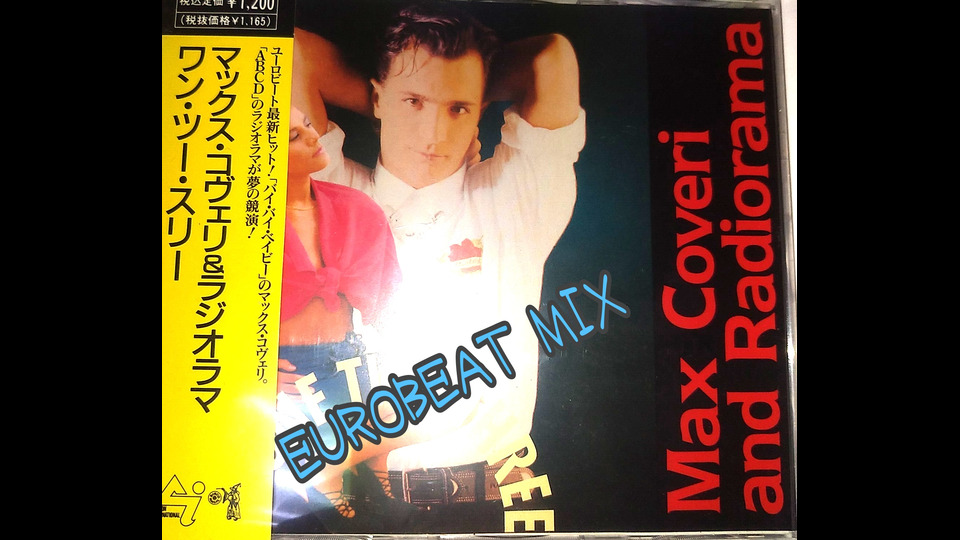 税込定価¥1,200
(税抜価格¥1,165)
マックス・コヴェリ&ラジオラマ
ワン・ツー・スリー
ユーロビート最新ヒット!「バイ・バイ・ベイビー」のマックス・コヴェリ。
「ABCD」のラジオラマが夢の競演!
Max Coveri
and Radiorama
EUROBEAT MIX
REE